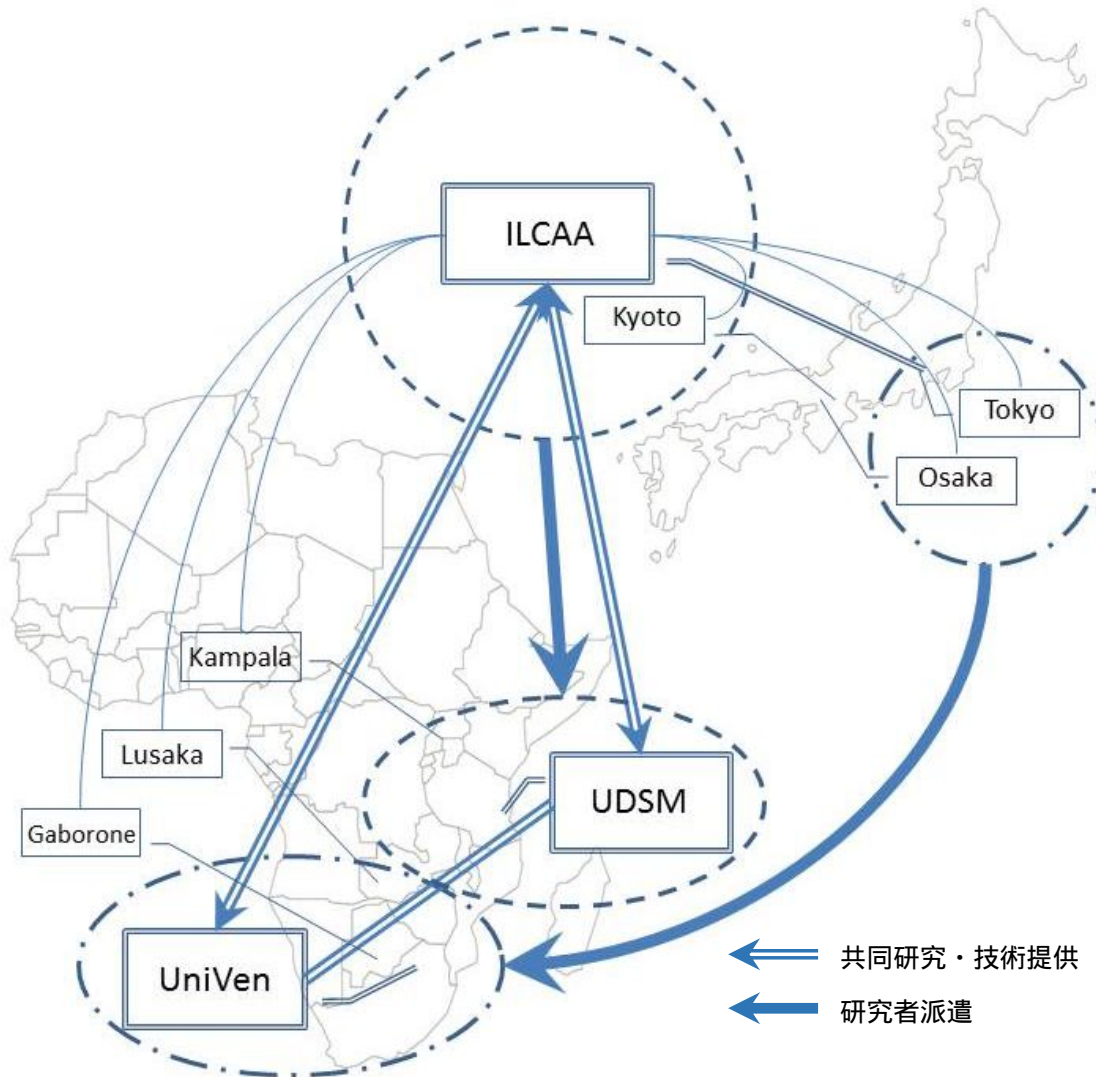 ILCAA
Kyoto
Tokyo
Osaka
Kampala
Lusaka
UDSM
Gaborone
UniVen
共同研究・技術提供
研究者派遣